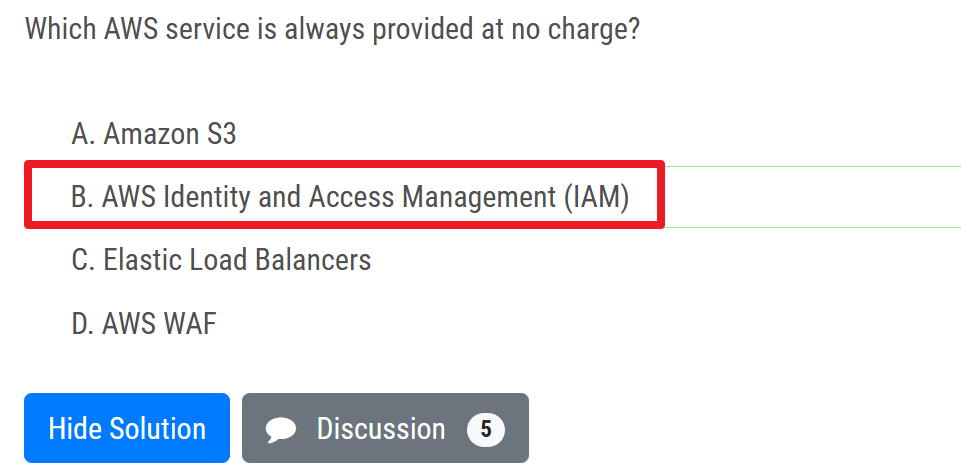 Which AWS service is always provided at no charge?
A. Amazon S3
B. AWS Identity and Access Management (IAM)
C. Elastic Load Balancers
D. AWS WAF
Hide Solution
Discussion 5